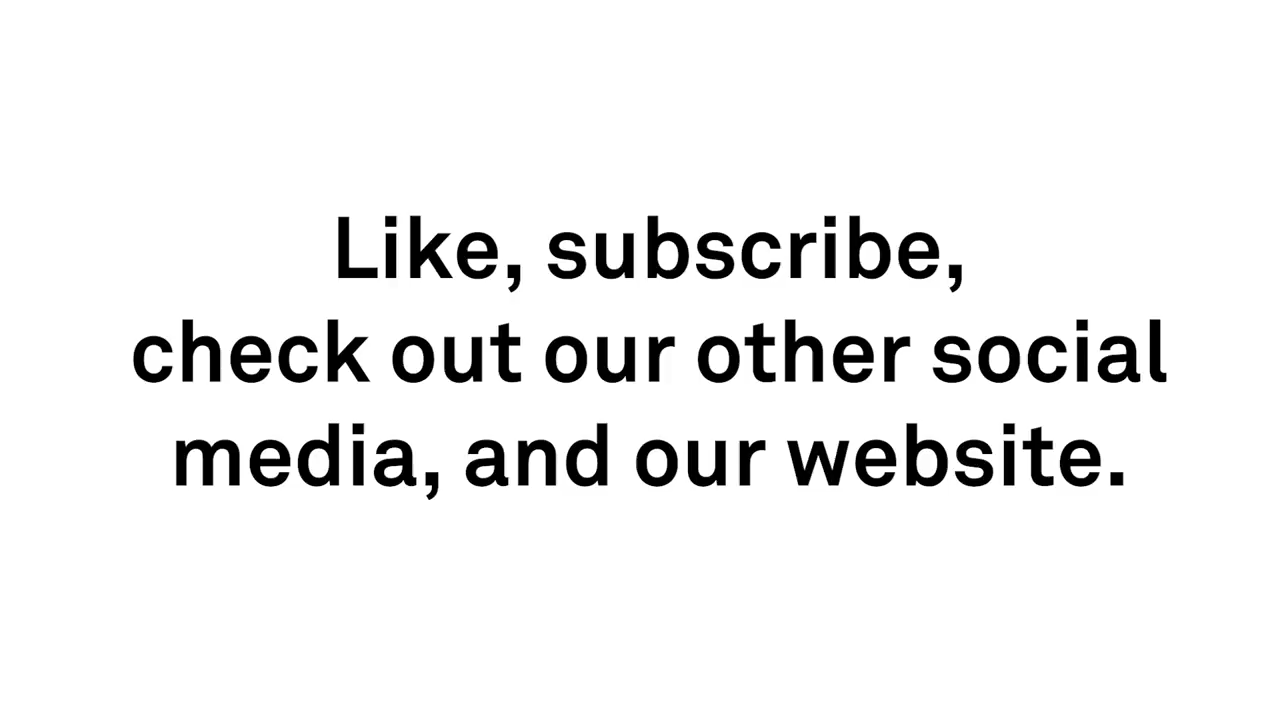 Like, subscribe,
check out our other social
media, and our website.